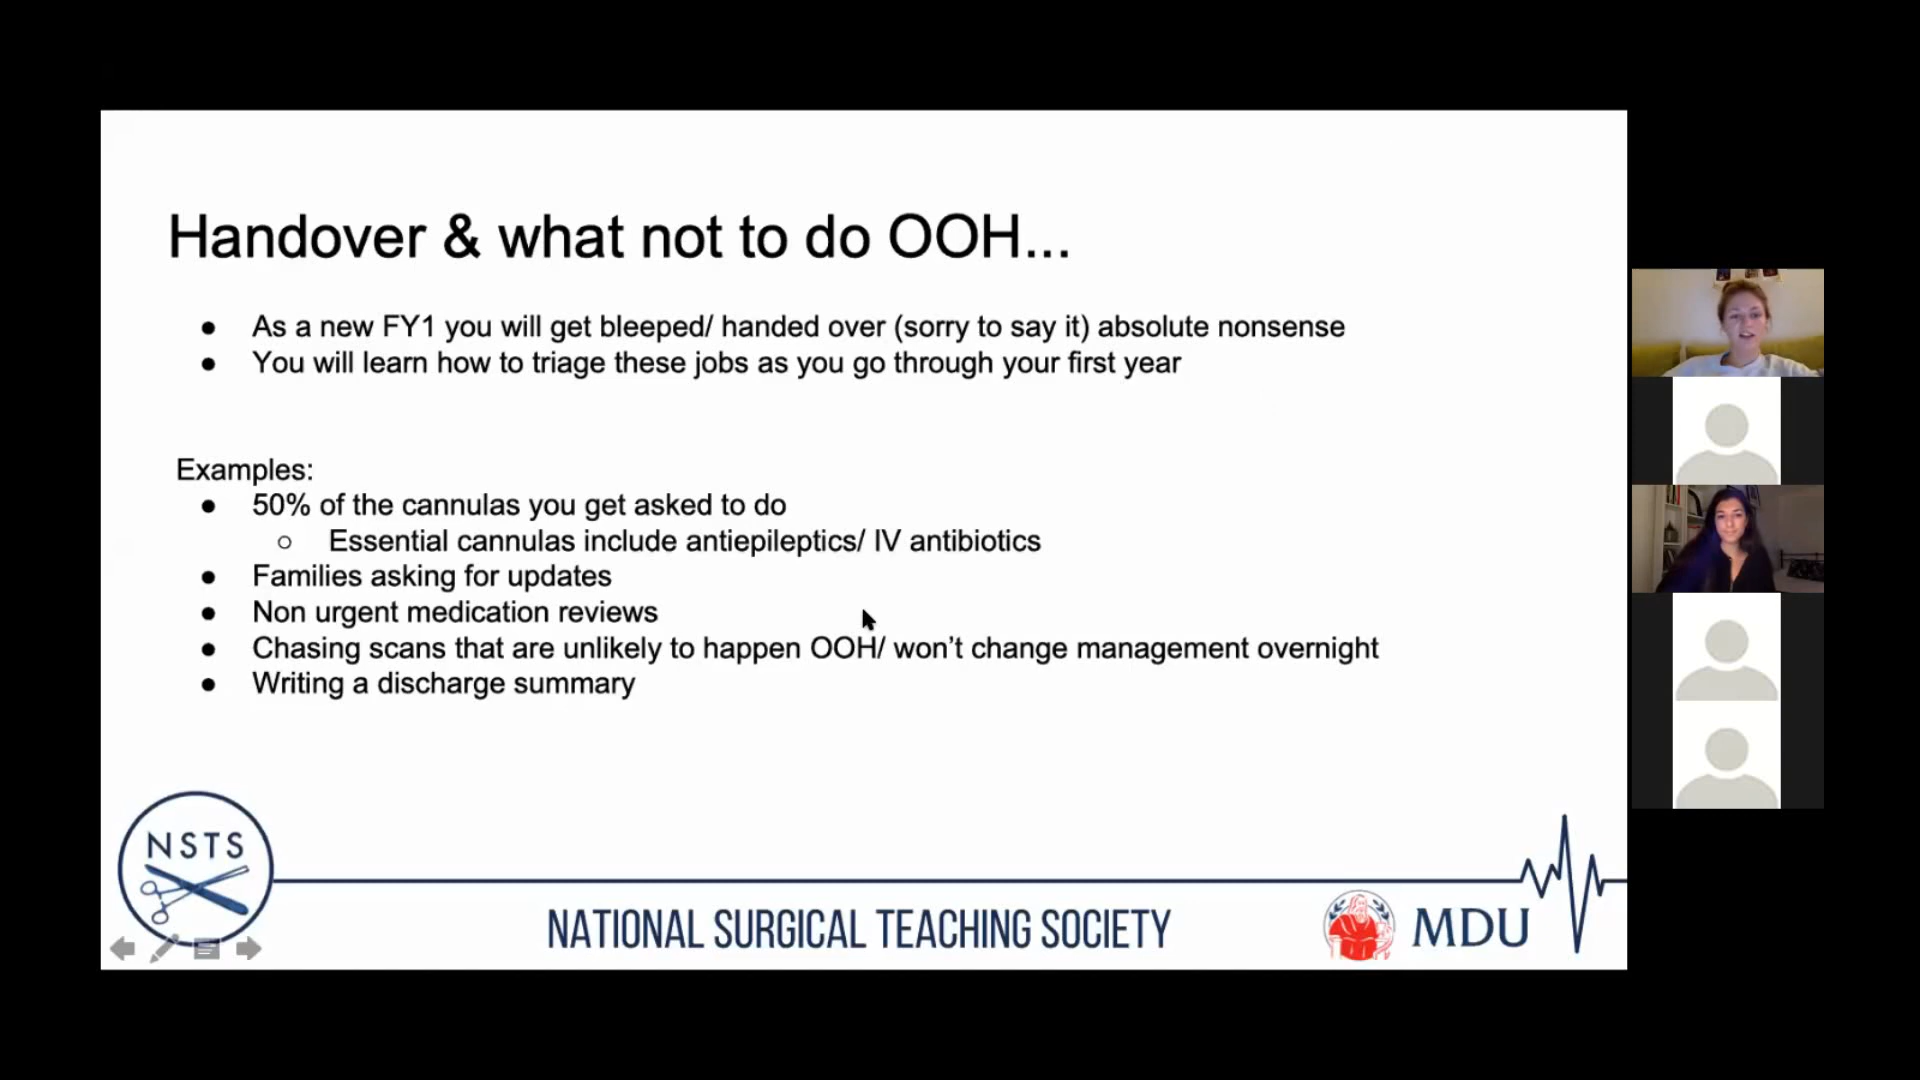 Handover & what not to do OOH...
● As a new FY1 you will get bleeped/ handed over (sorry to say it) absolute nonsense
● You will learn how to triage these jobs as you go through your first year
Examples:
● 50% of the cannulas you get asked to do
○ Essential cannulas include antiepileptics/ IV antibiotics
● Families asking for updates
● Non urgent medication reviews
● Chasing scans that are unlikely to happen OOH/ won’t change management overnight
● Writing a discharge summary
NSTS
NATIONAL SURGICAL TEACHING SOCIETY
MDU